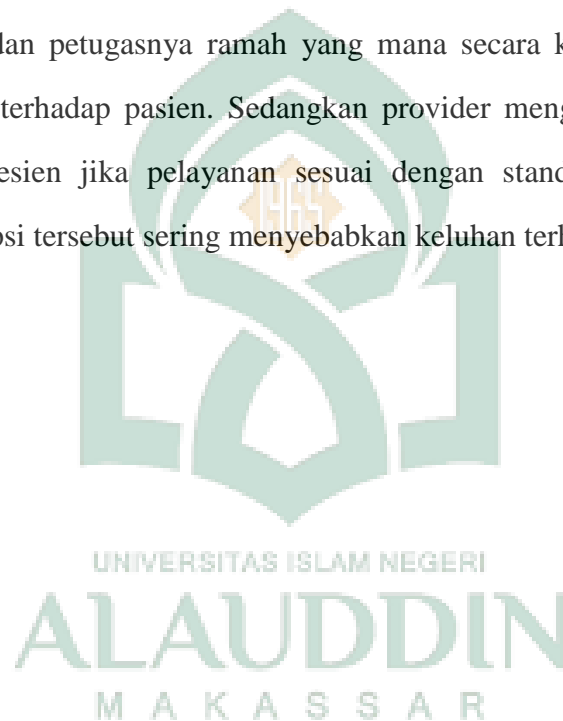 dan petugasnya ramah yang mana secara k
terhadap pasien. Sedangkan provider meng
esien jika pelayanan sesuai dengan stand
osi tersebut sering menyebabkan keluhan terh
1965
UNIVERSITAS ISLAM NEGERI
ALAUDDIN
MAKASSAR